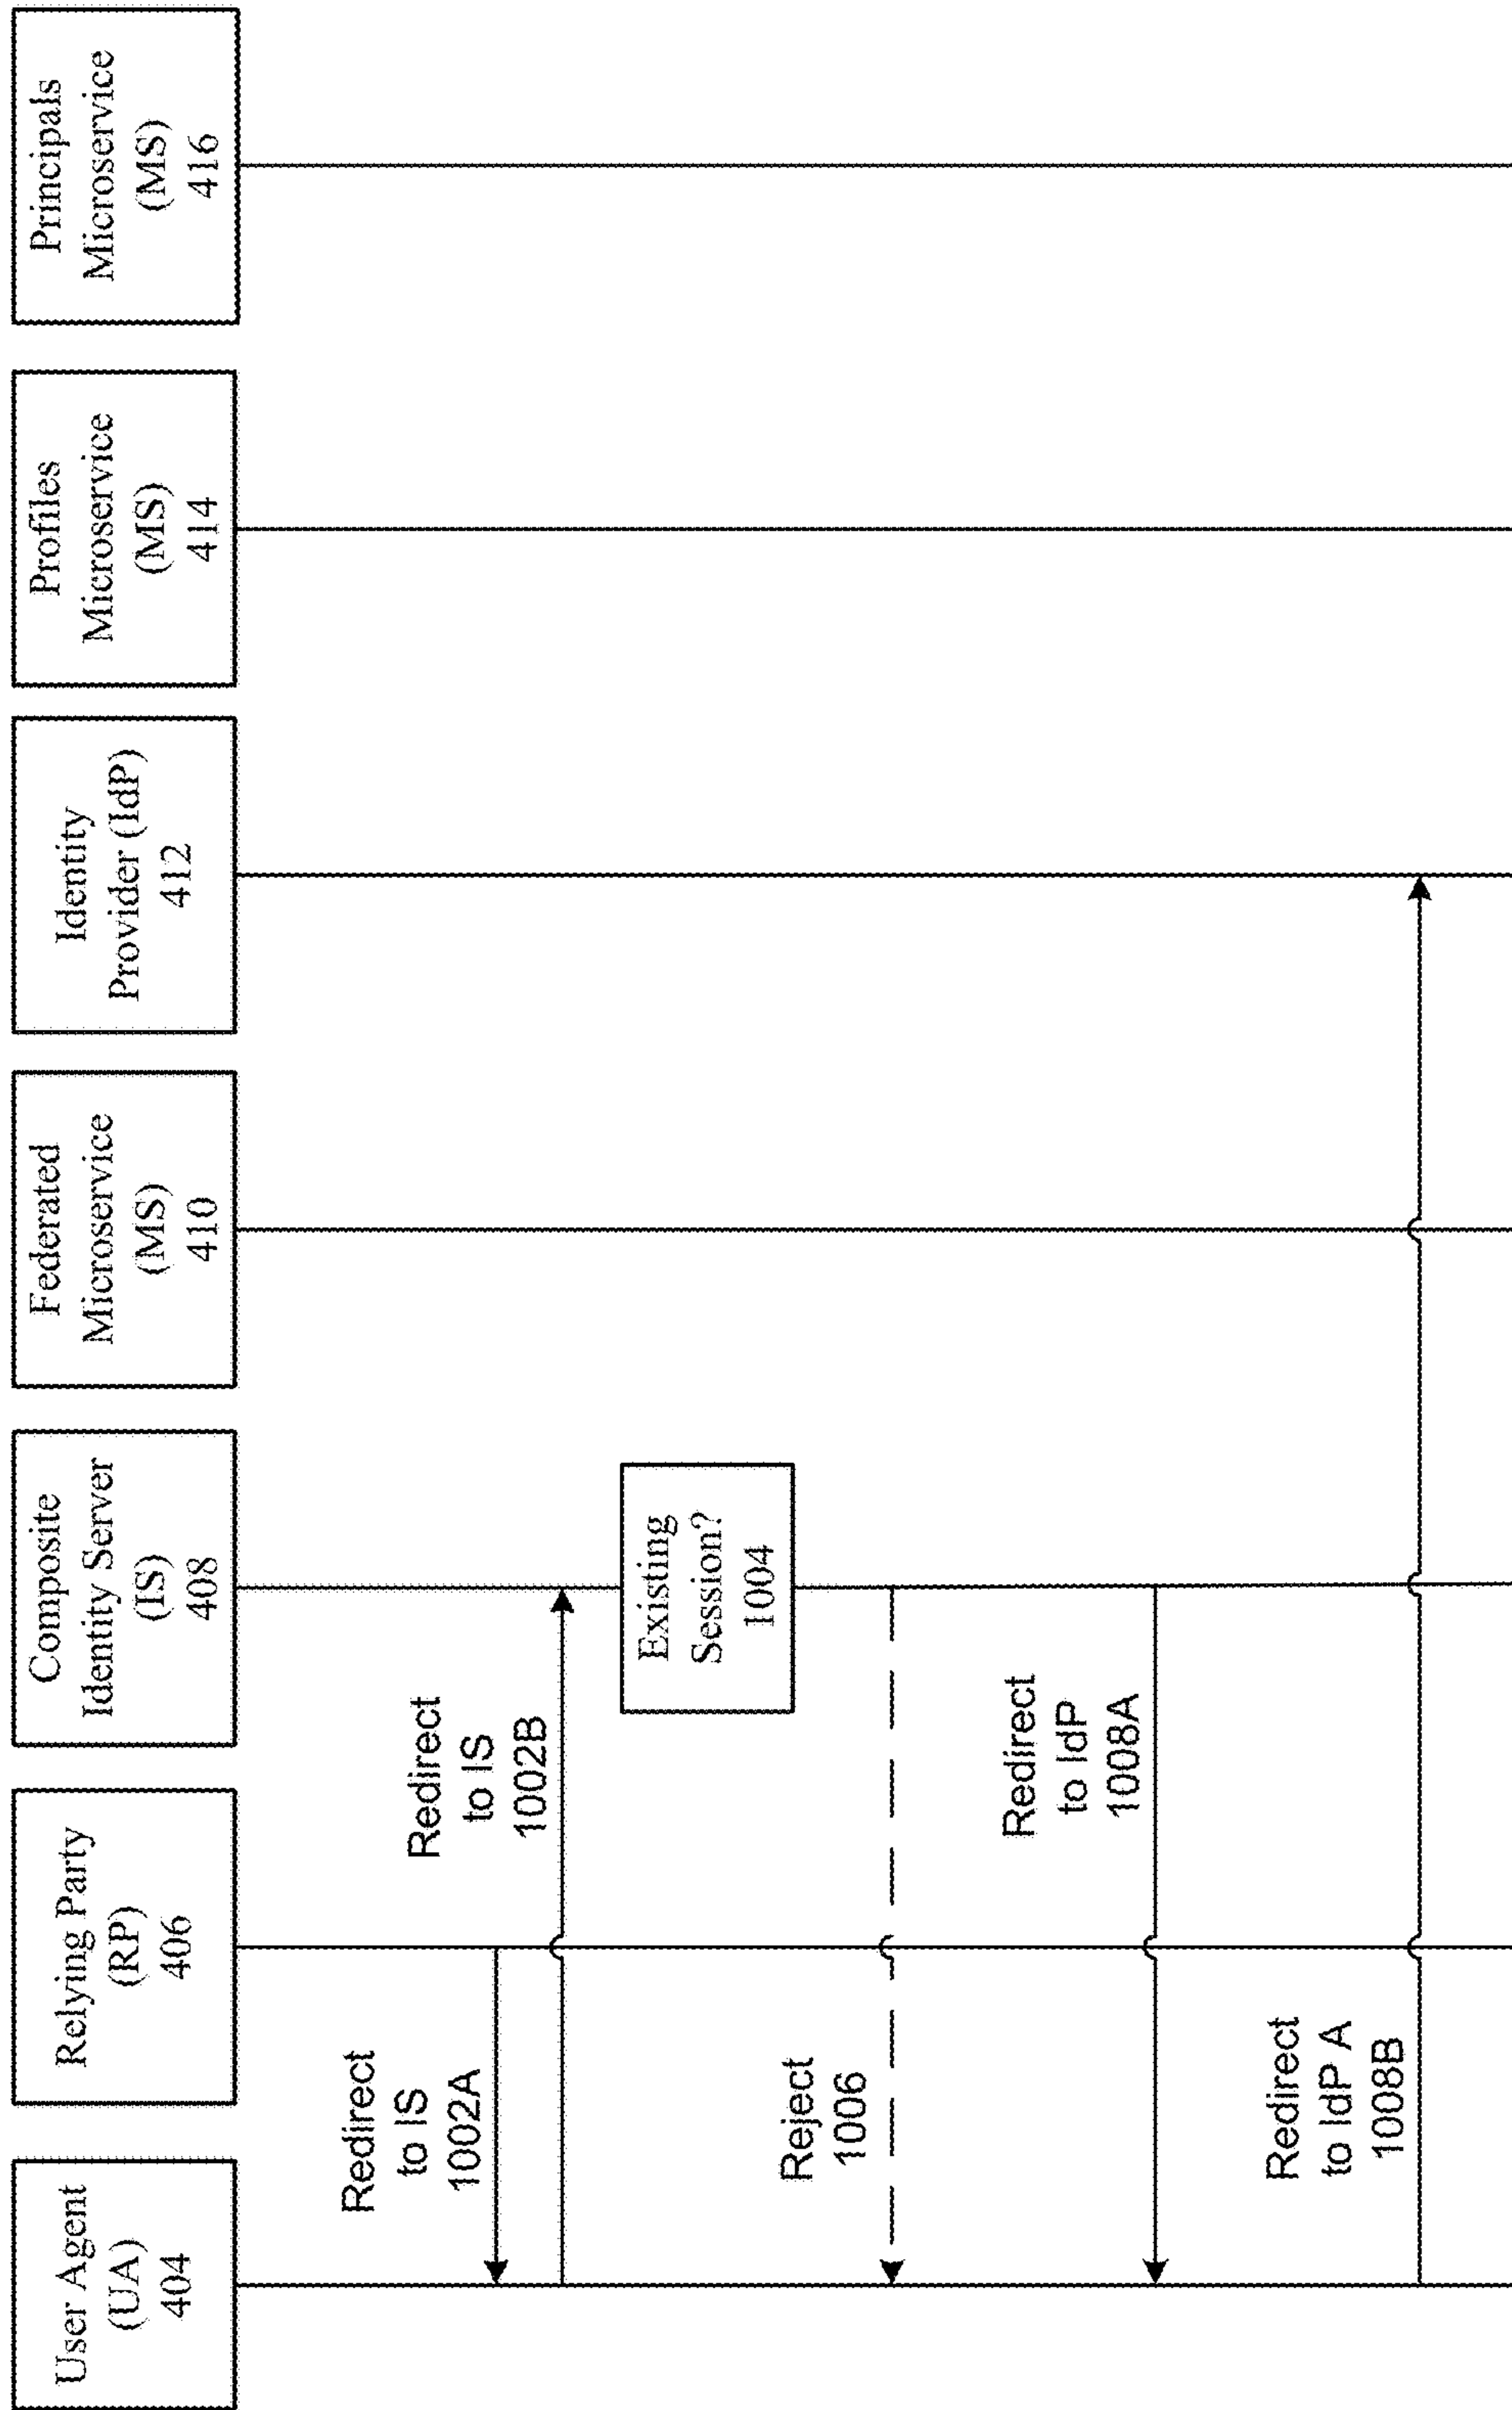 User Agent
(UA)
404
Relying Party
(RP)
406
Composite
Identity Server
(IS)
408
Federated
Microservice
(MS)
410
Identity
Provider (IdP)
412
Profiles
Microservice
(MS)
414
Principals
Microservice
(MS)
416
Redirect
to IS
1002A
Redirect
to IS
1002B
Existing
Session?
1004
Reject
1006
Redirect
to IdP
1008A
Redirect
to IdP A
1008B